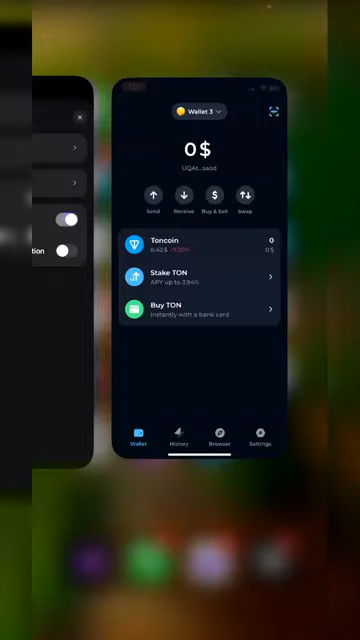 Wallet 3
0$
UQAt...saod
Send
Receive
Buy & Sell
Swap
Toncoin
0
0$
Stake TON
APY up to 3.94%
Buy TON
Instantly with a bank card
Wallet
History
Browser
Settings